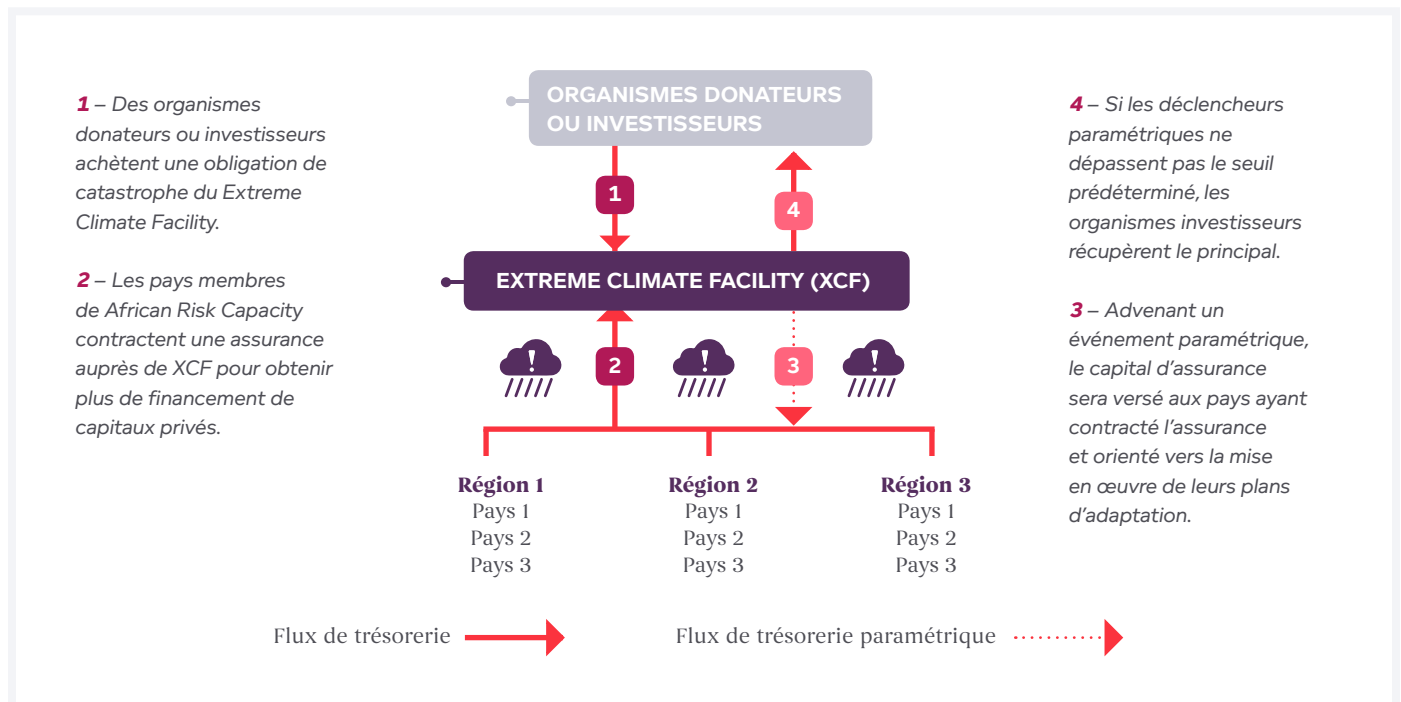 1 – Des organismes
donateurs ou investisseurs
achètent une obligation de
catastrophe du Extreme
Climate Facility.
2 – Les pays membres
de African Risk Capacity
contractent une assurance
auprès de XCF pour obtenir
plus de financement de
capitaux privés.
ORGANISMES DONATEURS
OU INVESTISSEURS
1
4
EXTREME CLIMATE FACILITY (XCF)
!
2
!
3
!
Région 1
Pays 1
Pays 2
Pays 3
Région 2
Pays 1
Pays 2
Pays 3
Région 3
Pays 1
Pays 2
Pays 3
4 – Si les déclencheurs
paramétriques ne
dépassent pas le seuil
prédéterminé, les
organismes investisseurs
récupèrent le principal.
3 – Advenant un
événement paramétrique,
le capital d’assurance
sera versé aux pays ayant
contracté l’assurance
et orienté vers la mise
en œuvre de leurs plans
d’adaptation.
Flux de trésorerie
Flux de trésorerie paramétrique